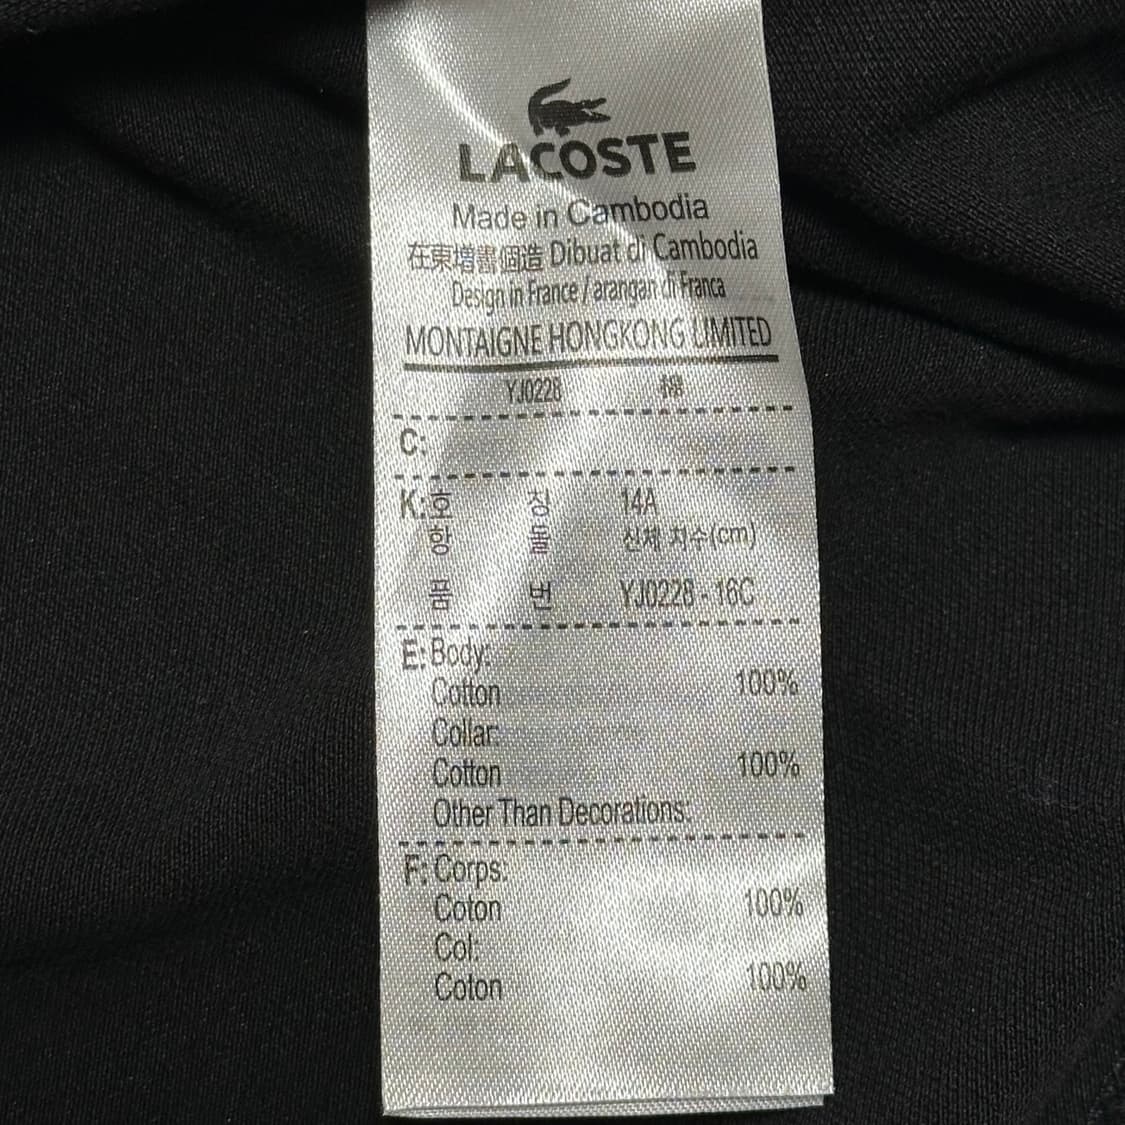 LACOSTE
Made in Cambodia
在東增書個造 Dibuat di Cambodia
Design in France / arangan di Franca
MONTAIGNE HONGKONG LIMITED
YJ0228 棉
C:
K: 호 칭 14A
항 목 신체 치수(cm)
품 번 YJ0228 - 16C
E: Body:
Cotton 100%
Collar:
Cotton 100%
Other Than Decorations:
F: Corps:
Coton 100%
Col:
Coton 100%